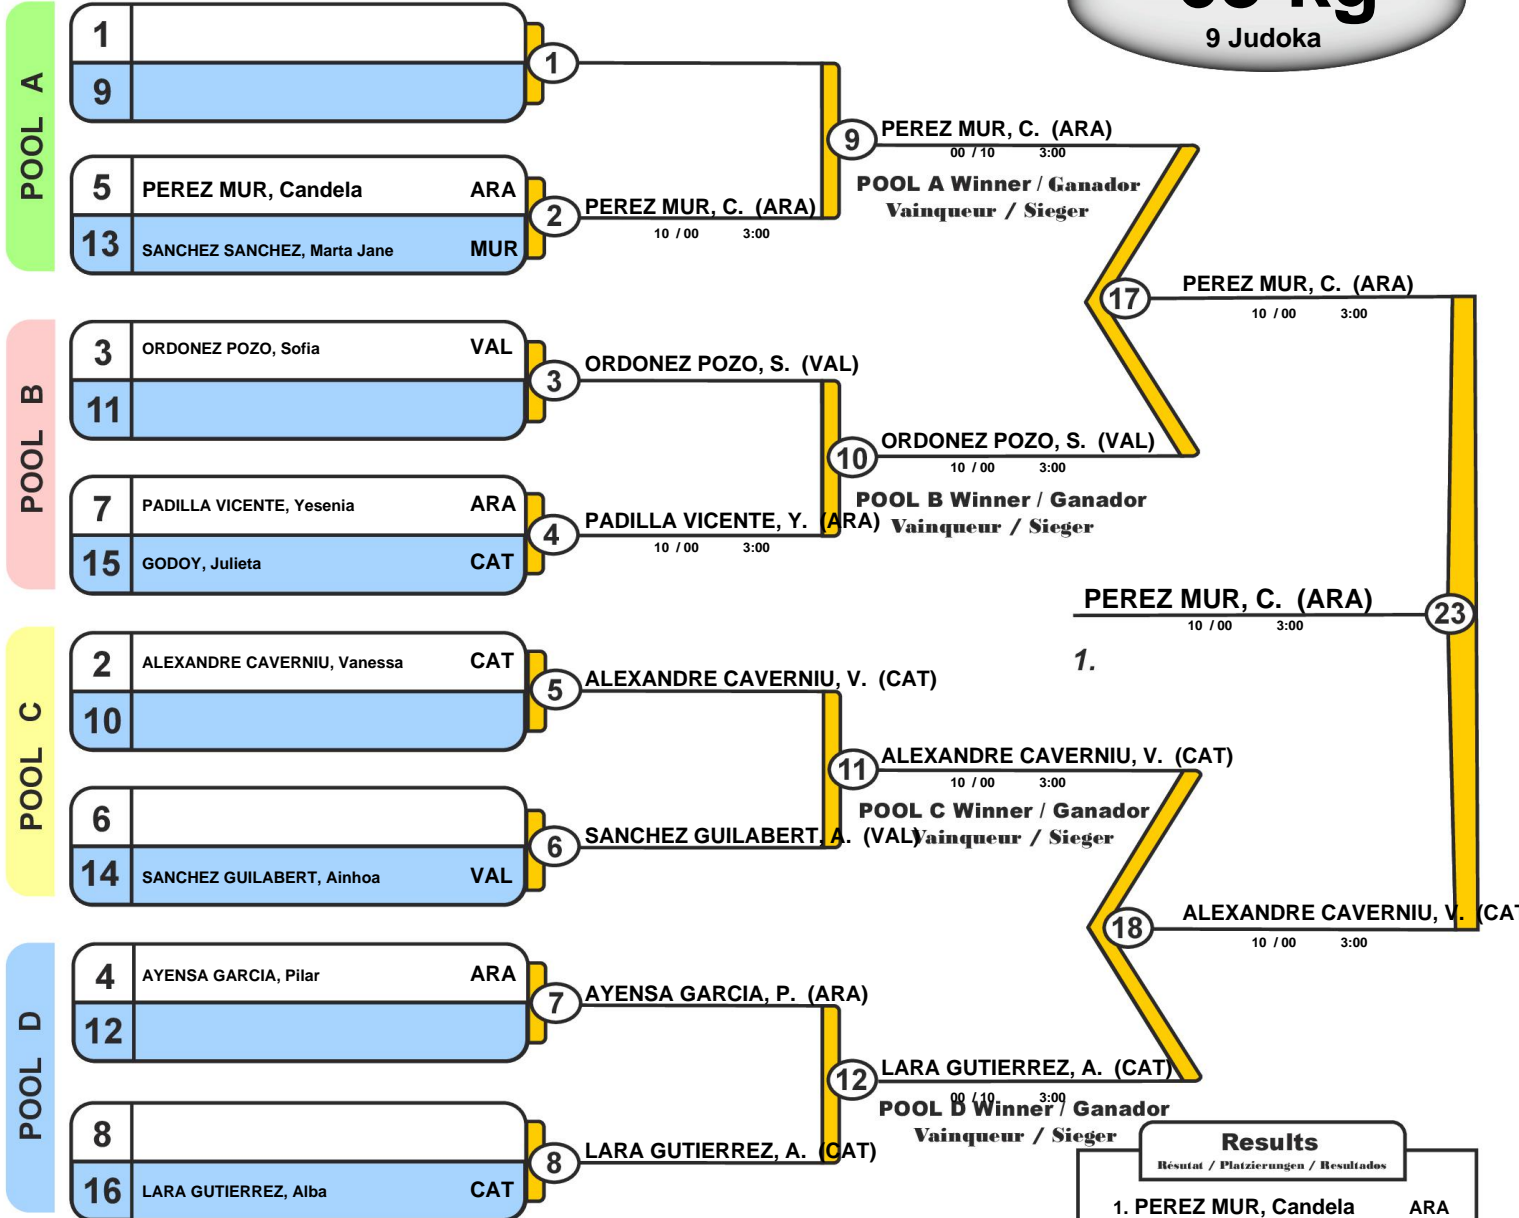 63 kg
9 Judoka
POOL A
1
9
1
5 PEREZ MUR, Candela ARA
13 SANCHEZ SANCHEZ, Marta Jane MUR
2
PEREZ MUR, C. (ARA)
10 / 00 3:00
9
PEREZ MUR, C. (ARA)
00 / 10 3:00
POOL A Winner / Ganador
Vainqueur / Sieger
17
PEREZ MUR, C. (ARA)
10 / 00 3:00
POOL B
3 ORDONEZ POZO, Sofia VAL
11
3
ORDONEZ POZO, S. (VAL)
7 PADILLA VICENTE, Yesenia ARA
15 GODOY, Julieta CAT
4
PADILLA VICENTE, Y. (ARA)
10 / 00 3:00
10
ORDONEZ POZO, S. (VAL)
10 / 00 3:00
POOL B Winner / Ganador
Vainqueur / Sieger
PEREZ MUR, C. (ARA)
10 / 00 3:00
23
1.
POOL C
2 ALEXANDRE CAVERNIU, Vanessa CAT
10
5
ALEXANDRE CAVERNIU, V. (CAT)
6
14 SANCHEZ GUILABERT, Ainhoa VAL
6
SANCHEZ GUILABERT, A. (VAL)
11
ALEXANDRE CAVERNIU, V. (CAT)
10 / 00 3:00
POOL C Winner / Ganador
Vainqueur / Sieger
18
ALEXANDRE CAVERNIU, V. (CAT
10 / 00 3:00
POOL D
4 AYENSA GARCIA, Pilar ARA
12
7
AYENSA GARCIA, P. (ARA)
8
16 LARA GUTIERREZ, Alba CAT
8
LARA GUTIERREZ, A. (CAT)
12
LARA GUTIERREZ, A. (CAT)
00 / 10 3:00
POOL D Winner / Ganador
Vainqueur / Sieger
Results
Résutat / Platzierungen / Resultados
1. PEREZ MUR, Candela ARA